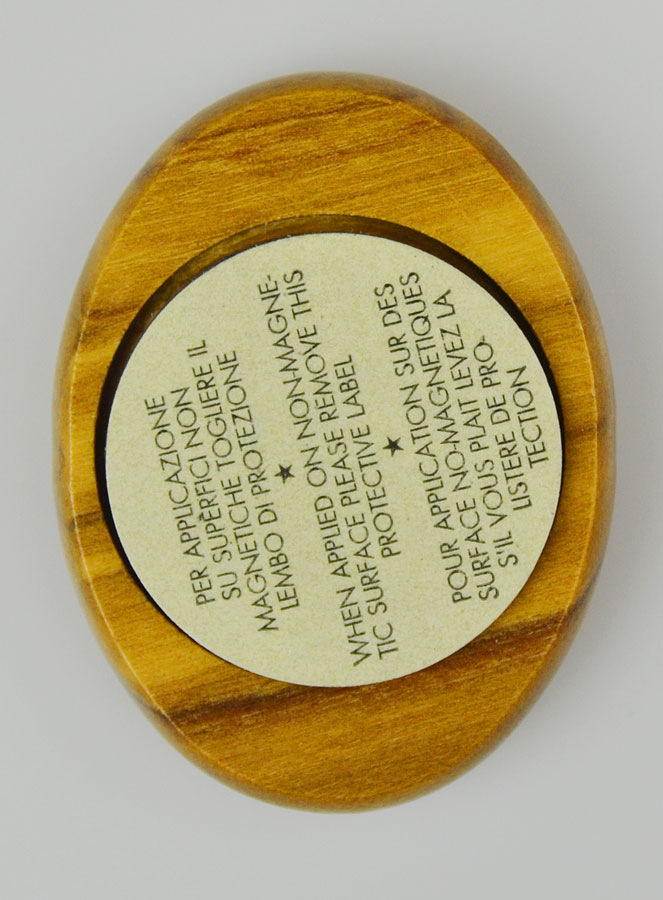 PER APPLICAZIONE
SU SUPERFICI NON
MAGNETICHE TOGLIERE IL
LEMBO DI PROTEZIONE
★
WHEN APPLIED ON NON-MAGNE-
TIC SURFACE PLEASE REMOVE THIS
PROTECTIVE LABEL
★
POUR APPLICATION SUR DES
SURFACE NO-MAGNETIQUES
S'IL VOUS PLAIT LEVEZ LA
LISTERE DE PRO-
TECTION